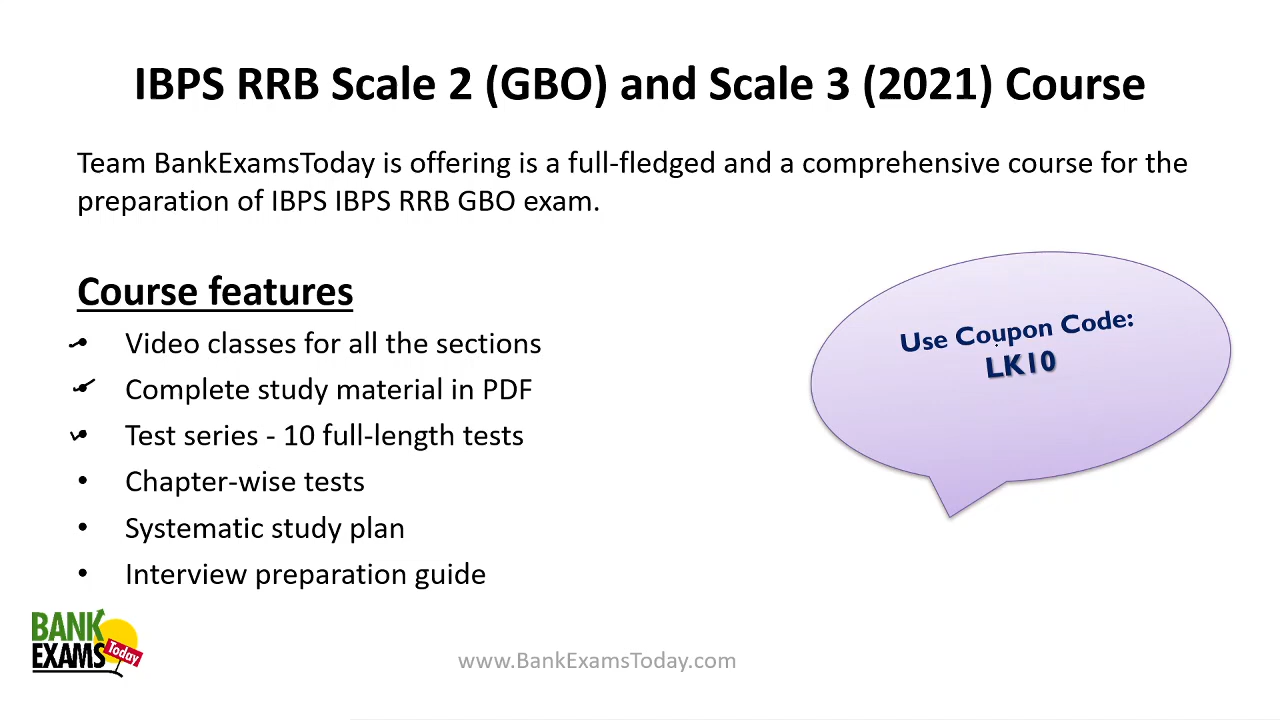 IBPS RRB Scale 2 (GBO) and Scale 3 (2021) Course
Team BankExamsToday is offering is a full-fledged and a comprehensive course for the
preparation of IBPS IBPS RRB GBO exam.
Course features
• Video classes for all the sections
• Complete study material in PDF
• Test series - 10 full-length tests
• Chapter-wise tests
• Systematic study plan
• Interview preparation guide
Use Coupon Code:
LK10
BANK
EXAMS Today
www.BankExamsToday.com